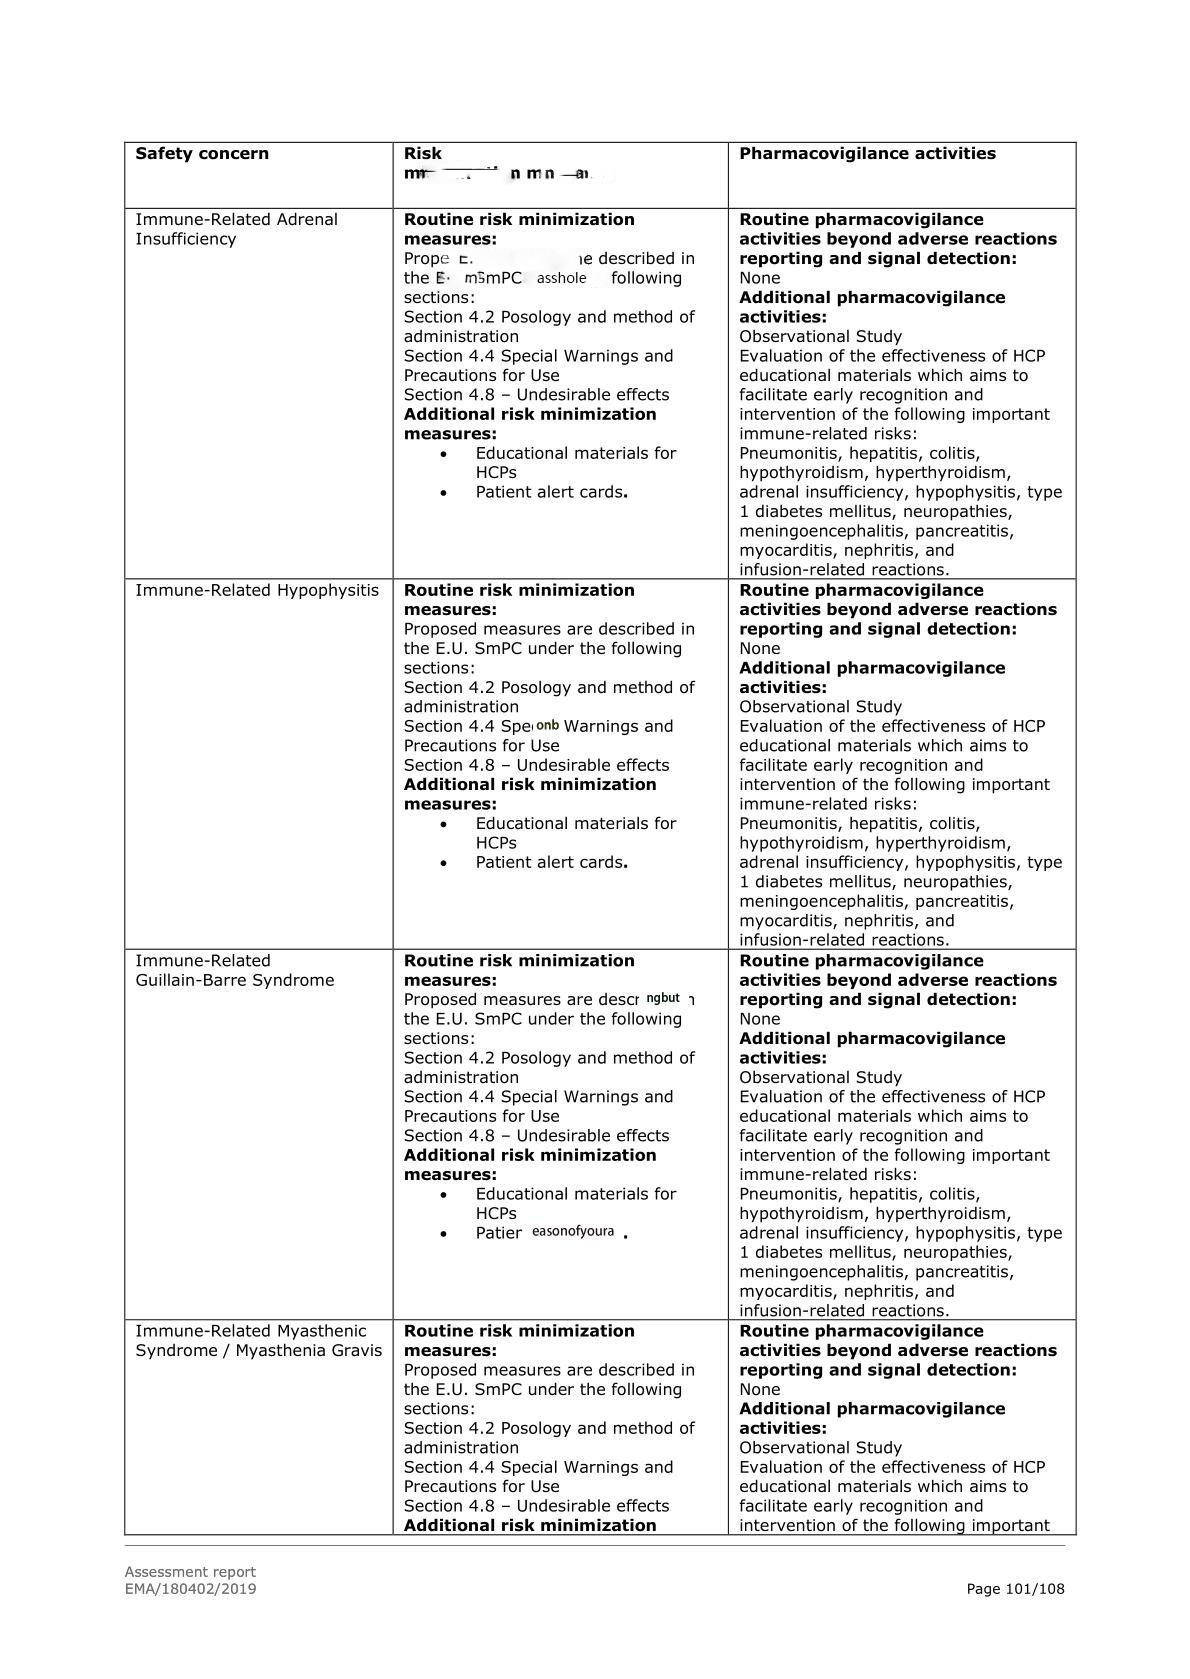 Safety concern
Risk
Pharmacovigilance activities
Immune-Related Adrenal
Insufficiency
Routine risk minimization
measures:
described in
the SmPC asshole following
sections:
Section 4.2 Posology and method of
administration
Section 4.4 Special Warnings and
Precautions for Use
Section 4.8 – Undesirable effects
Additional risk minimization
measures:
• Educational materials for
HCPs
• Patient alert cards.
Routine pharmacovigilance
activities beyond adverse reactions
reporting and signal detection:
None
Additional pharmacovigilance
activities:
Observational Study
Evaluation of the effectiveness of HCP
educational materials which aims to
facilitate early recognition and
intervention of the following important
immune-related risks:
Pneumonitis, hepatitis, colitis,
hypothyroidism, hyperthyroidism,
adrenal insufficiency, hypophysitis, type
1 diabetes mellitus, neuropathies,
meningoencephalitis, pancreatitis,
myocarditis, nephritis, and
infusion-related reactions.
Immune-Related Hypophysitis
Routine risk minimization
measures:
Proposed measures are described in
the E.U. SmPC under the following
sections:
Section 4.2 Posology and method of
administration
Section 4.4 onb Warnings and
Precautions for Use
Section 4.8 – Undesirable effects
Additional risk minimization
measures:
• Educational materials for
HCPs
• Patient alert cards.
Routine pharmacovigilance
activities beyond adverse reactions
reporting and signal detection:
None
Additional pharmacovigilance
activities:
Observational Study
Evaluation of the effectiveness of HCP
educational materials which aims to
facilitate early recognition and
intervention of the following important
immune-related risks:
Pneumonitis, hepatitis, colitis,
hypothyroidism, hyperthyroidism,
adrenal insufficiency, hypophysitis, type
1 diabetes mellitus, neuropathies,
meningoencephalitis, pancreatitis,
myocarditis, nephritis, and
infusion-related reactions.
Immune-Related
Guillain-Barre Syndrome
Routine risk minimization
measures:
Proposed measures are ngbut
the E.U. SmPC under the following
sections:
Section 4.2 Posology and method of
administration
Section 4.4 Special Warnings and
Precautions for Use
Section 4.8 – Undesirable effects
Additional risk minimization
measures:
• Educational materials for
HCPs
• easonofyoura .
Routine pharmacovigilance
activities beyond adverse reactions
reporting and signal detection:
None
Additional pharmacovigilance
activities:
Observational Study
Evaluation of the effectiveness of HCP
educational materials which aims to
facilitate early recognition and
intervention of the following important
immune-related risks:
Pneumonitis, hepatitis, colitis,
hypothyroidism, hyperthyroidism,
adrenal insufficiency, hypophysitis, type
1 diabetes mellitus, neuropathies,
meningoencephalitis, pancreatitis,
myocarditis, nephritis, and
infusion-related reactions.
Immune-Related Myasthenic
Syndrome / Myasthenia Gravis
Routine risk minimization
measures:
Proposed measures are described in
the E.U. SmPC under the following
sections:
Section 4.2 Posology and method of
administration
Section 4.4 Special Warnings and
Precautions for Use
Section 4.8 – Undesirable effects
Additional risk minimization
Routine pharmacovigilance
activities beyond adverse reactions
reporting and signal detection:
None
Additional pharmacovigilance
activities:
Observational Study
Evaluation of the effectiveness of HCP
educational materials which aims to
facilitate early recognition and
intervention of the following important
Assessment report
EMA/180402/2019
Page 101/108